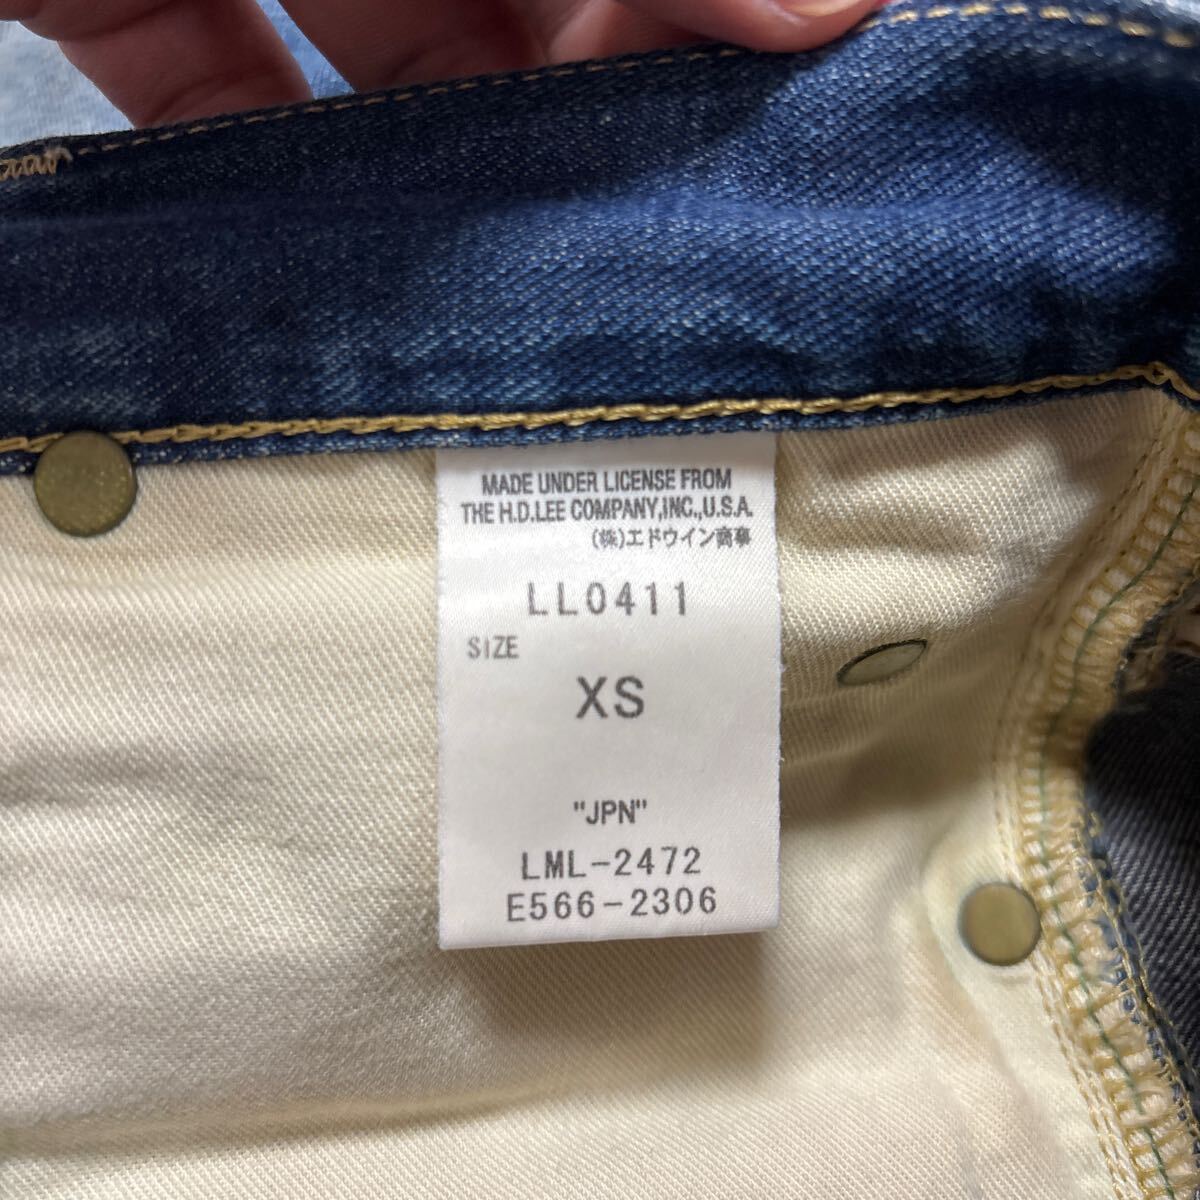 MADE UNDER LICENSE FROM
THE H.D.LEE COMPANY,INC.,U.S.A.
(株)エドウイン商事
LL0411
SIZE
XS
"JPN"
LML-2472
E566-2306